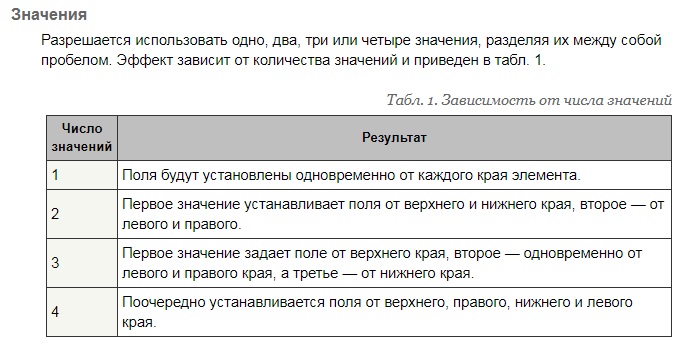 Значения
Разрешается использовать одно, два, три или четыре значения, разделяя их между собой
пробелом. Эффект зависит от количества значений и приведен в табл. 1.
Табл. 1. Зависимость от числа значений
Число
значений
Результат
1
Поля будут установлены одновременно от каждого края элемента.
2
Первое значение устанавливает поля от верхнего и нижнего края, второе — от
левого и правого.
3
Первое значение задает поле от верхнего края, второе — одновременно от
левого и правого края, а третье — от нижнего края.
4
Поочередно устанавливается поля от верхнего, правого, нижнего и левого
края.